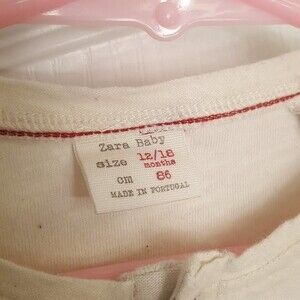 Zara Baby
size 12/18
months
cm 86
MADE IN PORTUGAL